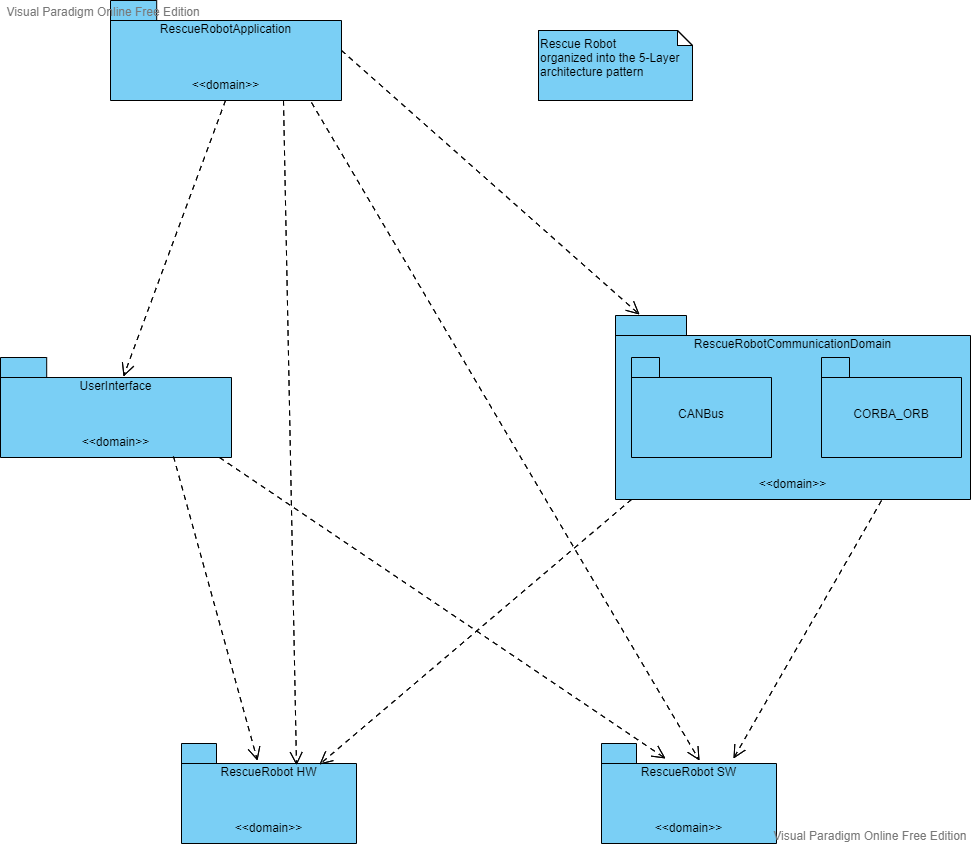 Visual Paradigm Online Free Edition
RescueRobotApplication
<<domain>>
Rescue Robot
organized into the 5-Layer
architecture pattern
RescueRobotCommunicationDomain
CANBus
CORBA_ORB
<<domain>>
UserInterface
<<domain>>
RescueRobot HW
<<domain>>
RescueRobot SW
<<domain>>
Visual Paradigm Online Free Edition